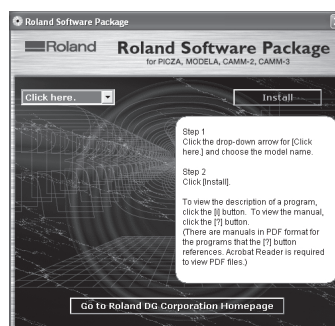 Roland Software Package
Roland
Roland Software Package
for PICZA, MODELA, CAMM-2, CAMM-3
Click here.
Install
Step 1
Click the drop-down arrow for [Click
here.] and choose the model name.
Step 2
Click [Install].
To view the description of a program,
click the [i] button. To view the manual,
click the [?] button.
(There are manuals in PDF format for
the programs that the [?] button
references. Acrobat Reader is required
to view PDF files.)
Go to Roland DG Corporation Homepage